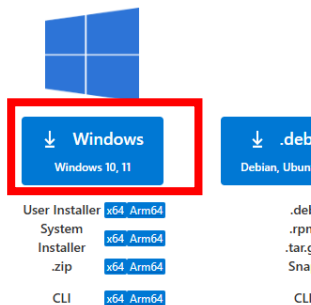 Windows
Windows 10, 11
User Installer x64 Arm64
System Installer x64 Arm64
.zip x64 Arm64
CLI x64 Arm64
.deb
Debian, Ubun
.deb
.rpm
.tar.g
Sna
CLI